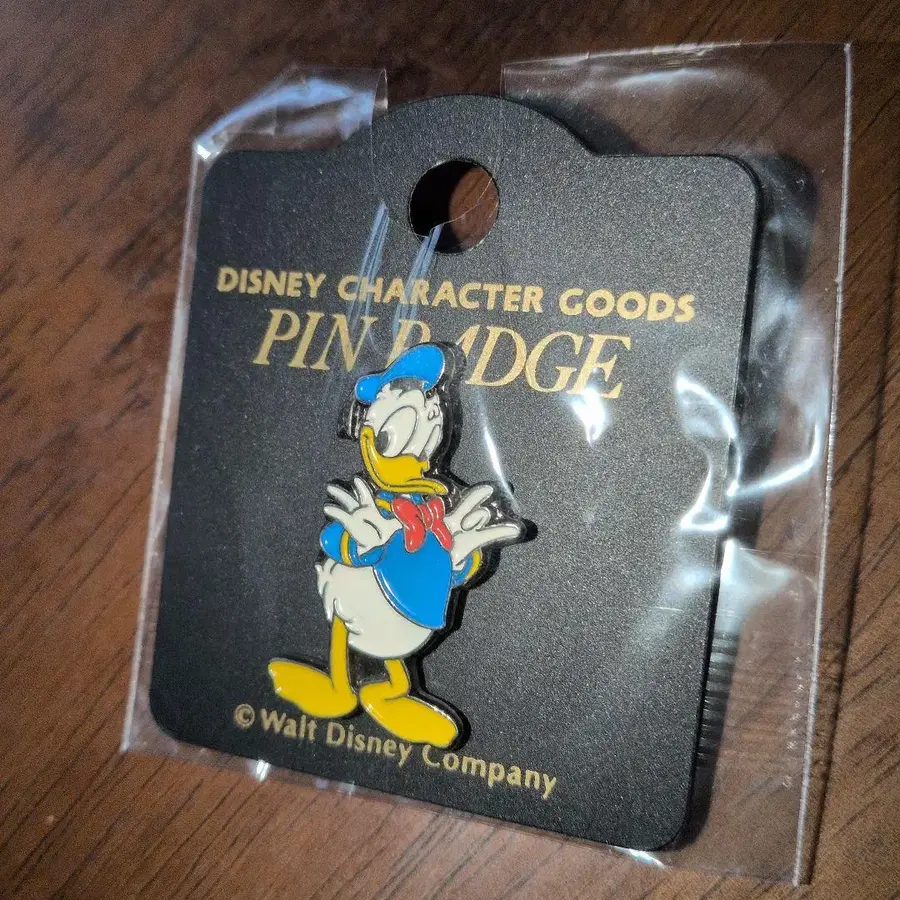 DISNEY CHARACTER GOODS
PIN BADGE
© Walt Disney Company